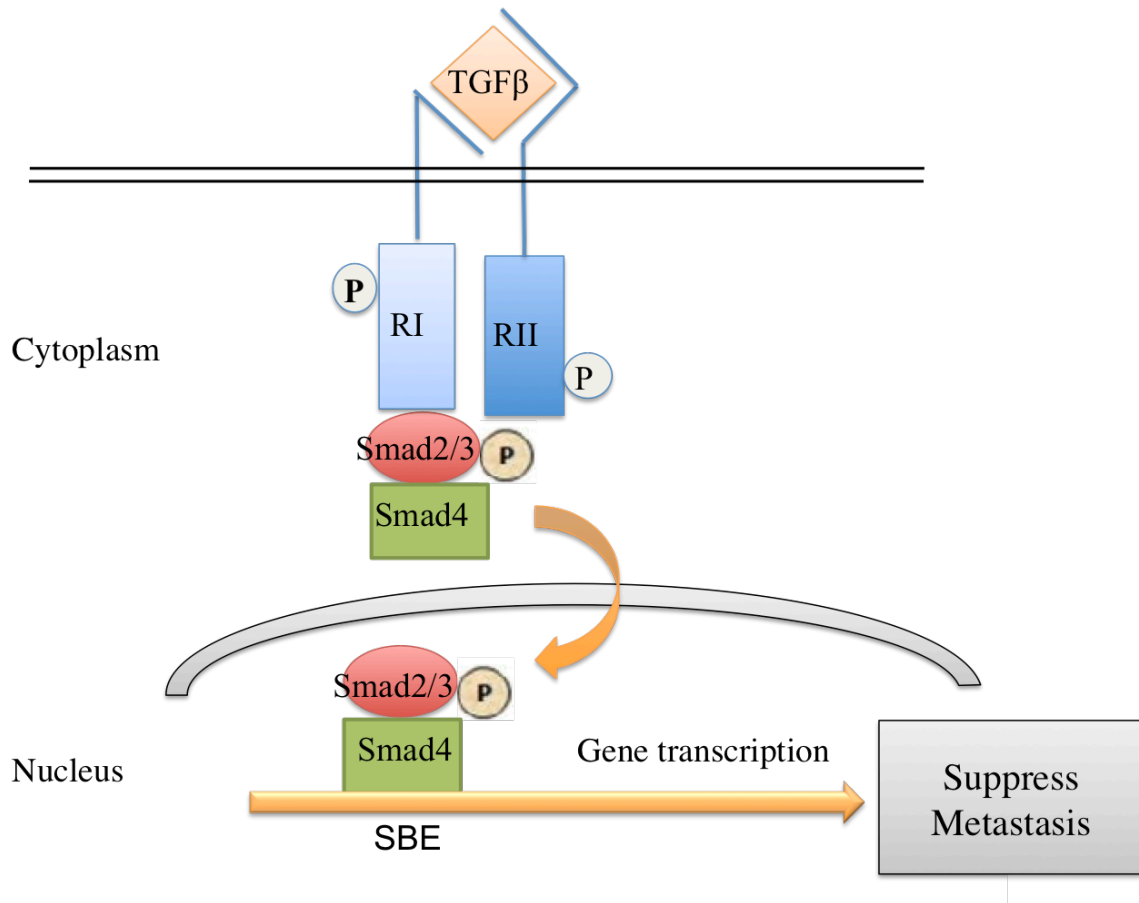 TGFβ
P
RI
RII
P
Cytoplasm
Smad2/3
P
Smad4
Smad2/3
P
Smad4
Gene transcription
Nucleus
SBE
Suppress
Metastasis